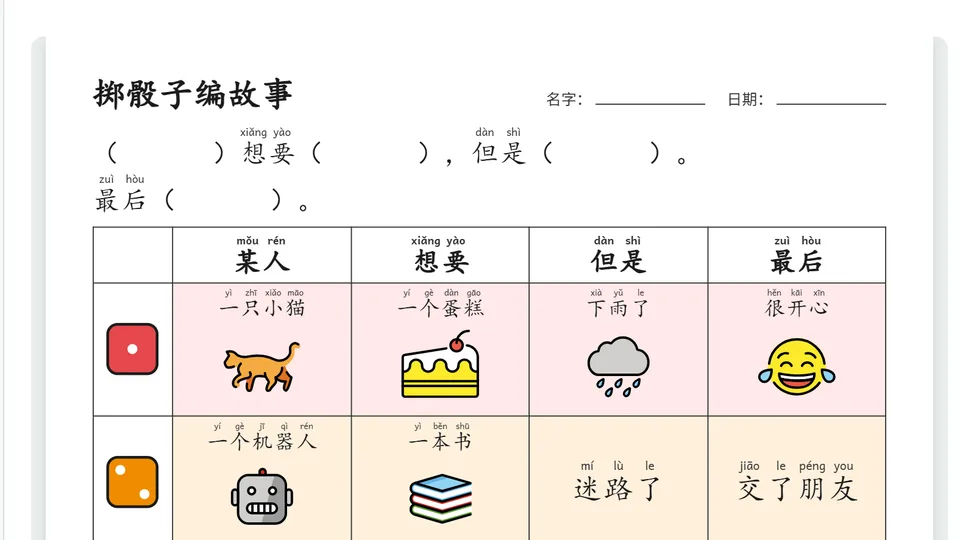 掷骰子编故事 名字： 日期：
xiǎng yào dàn shì
（ ）想要（ ），但是（ ）。
zuì hòu
最后（ ）。
mǒu rén xiǎng yào dàn shì zuì hòu
某人 想要 但是 最后
yì zhī xiǎo māo yí gè dàn gāo xià yǔ le hěn kāi xīn
一只小猫 一个蛋糕 下雨了 很开心
yí gè jī qì rén yì běn shū
一个机器人 一本书
mí lù le jiāo le péng you
迷路了 交了朋友